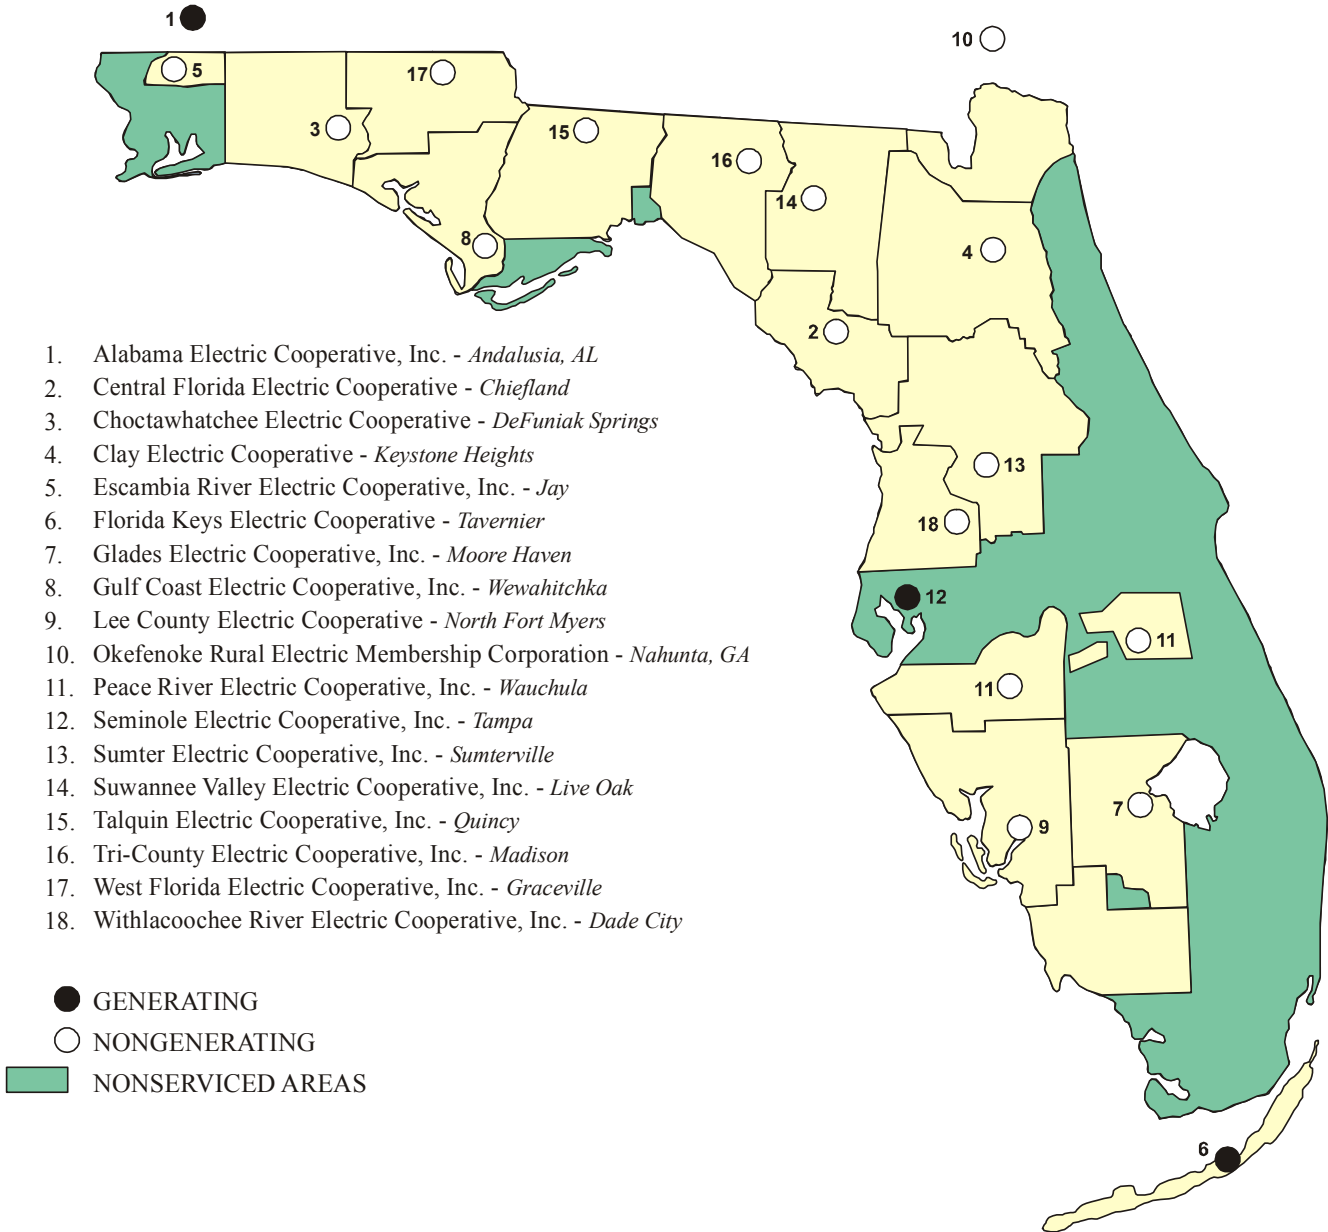 1
10
5
17
3
15
16
14
8
4
2
1. Alabama Electric Cooperative, Inc. - Andalusia, AL
2. Central Florida Electric Cooperative - Chiefland
3. Choctawhatchee Electric Cooperative - DeFuniak Springs
4. Clay Electric Cooperative - Keystone Heights
5. Escambia River Electric Cooperative, Inc. - Jay
6. Florida Keys Electric Cooperative - Tavernier
7. Glades Electric Cooperative, Inc. - Moore Haven
8. Gulf Coast Electric Cooperative, Inc. - Wewahitchka
9. Lee County Electric Cooperative - North Fort Myers
10. Okefenoke Rural Electric Membership Corporation - Nahunta, GA
11. Peace River Electric Cooperative, Inc. - Wauchula
12. Seminole Electric Cooperative, Inc. - Tampa
13. Sumter Electric Cooperative, Inc. - Sumterville
14. Suwannee Valley Electric Cooperative, Inc. - Live Oak
15. Talquin Electric Cooperative, Inc. - Quincy
16. Tri-County Electric Cooperative, Inc. - Madison
17. West Florida Electric Cooperative, Inc. - Graceville
18. Withlacoochee River Electric Cooperative, Inc. - Dade City
13
18
12
11
11
7
9
GENERATING
NONGENERATING
NONSERVICED AREAS
6